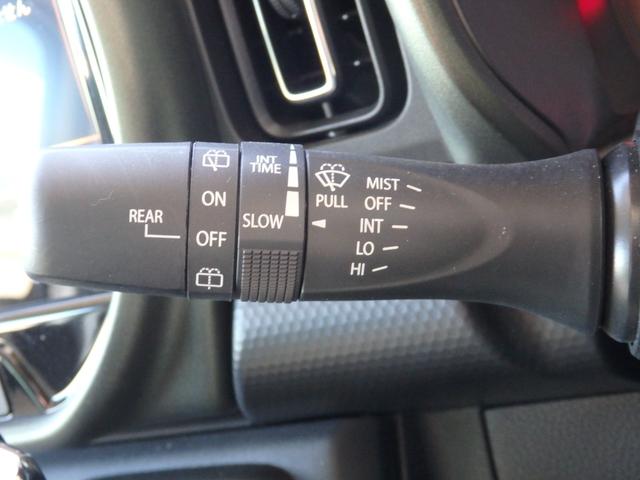 REAR
ON
OFF
INT
TIME
SLOW
PULL
MIST
OFF
INT
LO
HI